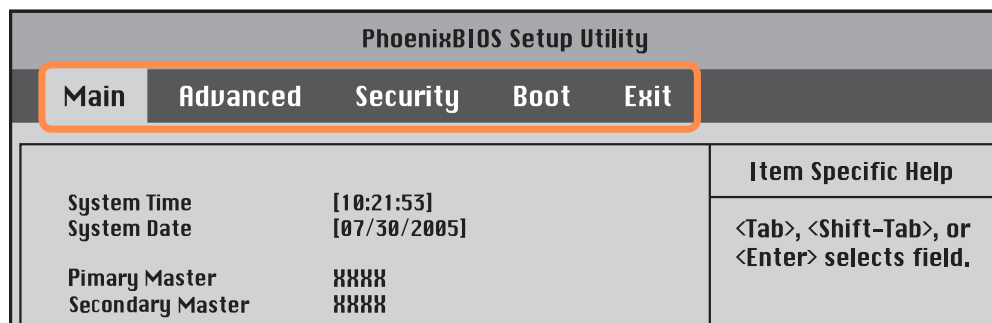 PhoenixBIOS Setup Utility
Main Advanced Security Boot Exit
Item Specific Help
System Time [10:21:53]
System Date [07/30/2005]
Pimary Master XXXX
Secondary Master XXXX
<Tab>, <Shift-Tab>, or
<Enter> selects field.